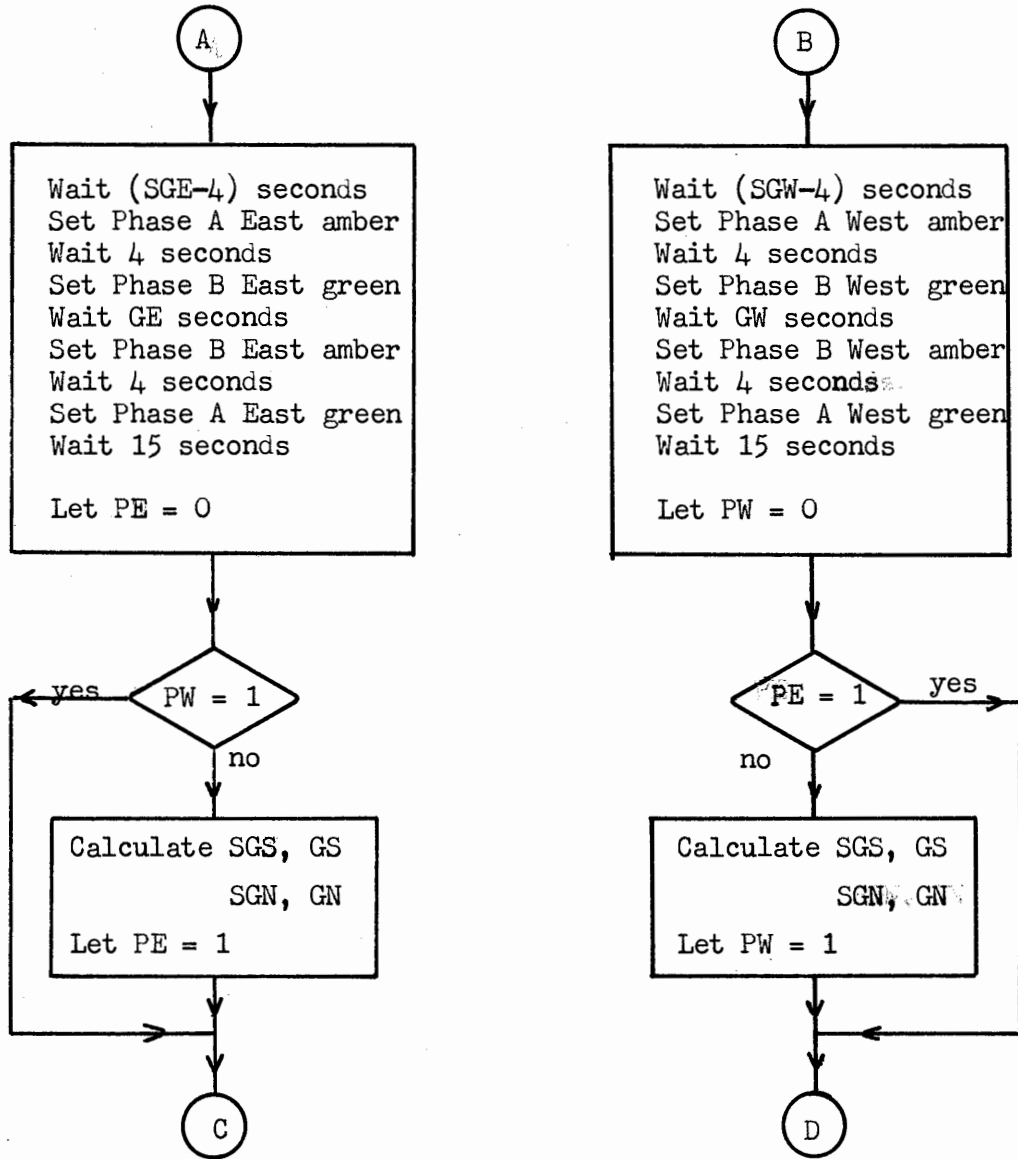 A
Wait (SGE-4) seconds
Set Phase A East amber
Wait 4 seconds
Set Phase B East green
Wait GE seconds
Set Phase B East amber
Wait 4 seconds
Set Phase A East green
Wait 15 seconds
Let PE = 0
yes
PW = 1
no
Calculate SGS, GS
SGN, GN
Let PE = 1
C
B
Wait (SGW-4) seconds
Set Phase A West amber
Wait 4 seconds
Set Phase B West green
Wait GW seconds
Set Phase B West amber
Wait 4 seconds
Set Phase A West green
Wait 15 seconds
Let PW = 0
PE = 1
yes
no
Calculate SGS, GS
SGN, GN
Let PW = 1
D